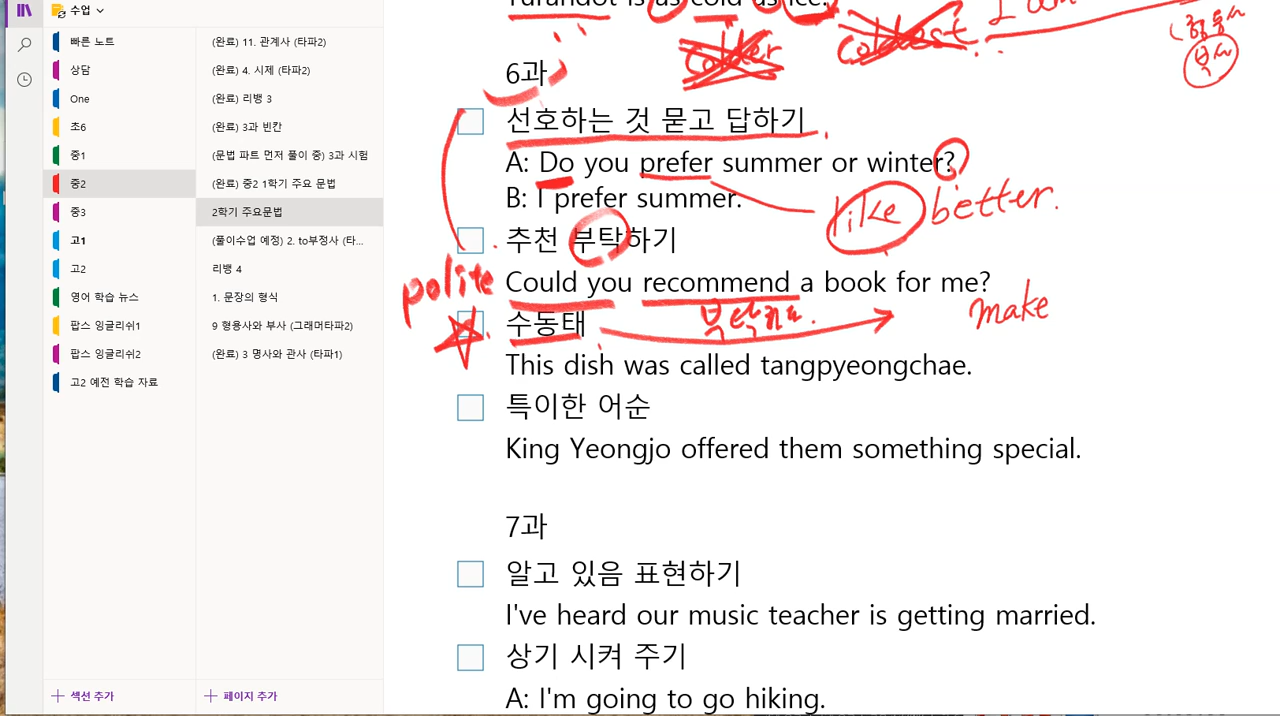 수업
빠른 노트
상담
One
초6
중1
중2
중3
고1
고2
영어 학습 뉴스
팝스 잉글리쉬1
팝스 잉글리쉬2
고2 예전 학습 자료
섹션 추가
(완료) 11. 관계사 (타파2)
(완료) 4. 시제 (타파2)
(완료) 리뱅 3
(완료) 3과 빈칸
(문법 파트 먼저 풀이 중) 3과 시험
(완료) 중2 1학기 주요 문법
2학기 주요문법
(풀이수업 예정) 2. to부정사 (타...
리뱅 4
1. 문장의 형식
9 형용사와 부사 (그래머타파2)
(완료) 3 명사와 관사 (타파1)
페이지 추가
Turandot is as cold as ice.
I am
colder
coldest
형용사
부사
6과
선호하는 것 묻고 답하기
A: Do you prefer summer or winter?
B: I prefer summer.
like better.
추천 부탁하기
polite
Could you recommend a book for me?
수동태
make
This dish was called tangpyeongchae.
특이한 어순
King Yeongjo offered them something special.
7과
알고 있음 표현하기
I've heard our music teacher is getting married.
상기 시켜 주기
A: I'm going to go hiking.